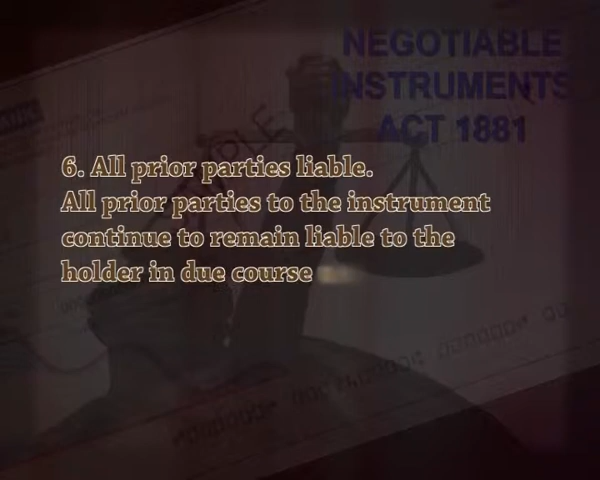 NEGOTIABLE
INSTRUMENTS
ACT 1881
6. All prior parties liable.
All prior parties to the instrument
continue to remain liable to the
holder in due course